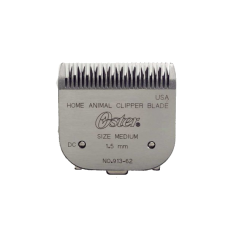 USA
HOME ANIMAL CLIPPER BLADE
Oster
SIZE MEDIUM
DC
1.5 mm
NO.913-62